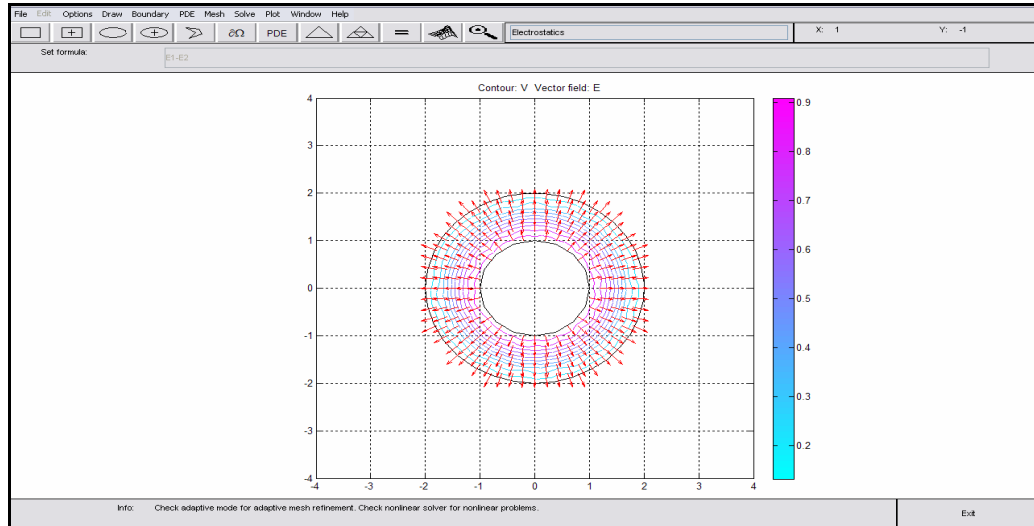 File Edit Options Draw Boundary PDE Mesh Solve Plot Window Help
∂Ω PDE = Electrostatics X: 1 Y: -1
Set formula: E1-E2
Contour: V Vector field: E
4
3
2
1
0
-1
-2
-3
-4
-4 -3 -2 -1 0 1 2 3 4
0.9
0.8
0.7
0.6
0.5
0.4
0.3
0.2
Info: Check adaptive mode for adaptive mesh refinement. Check nonlinear solver for nonlinear problems.
Exit